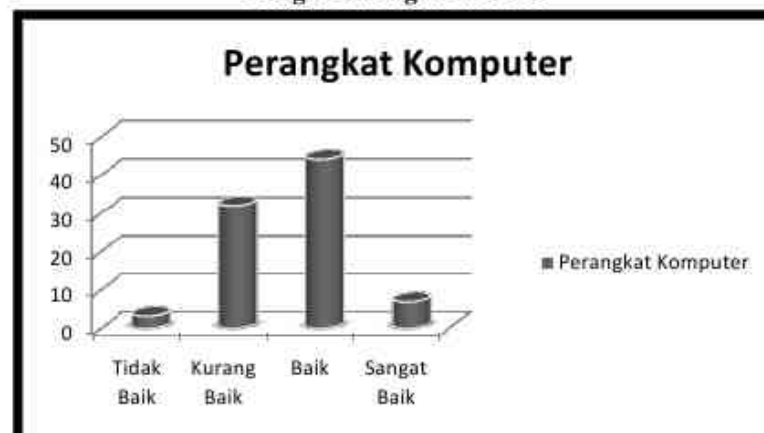 Perangkat Komputer
50
40
30
20
10
0
Tidak Baik
Kurang Baik
Baik
Sangat Baik
Perangkat Komputer